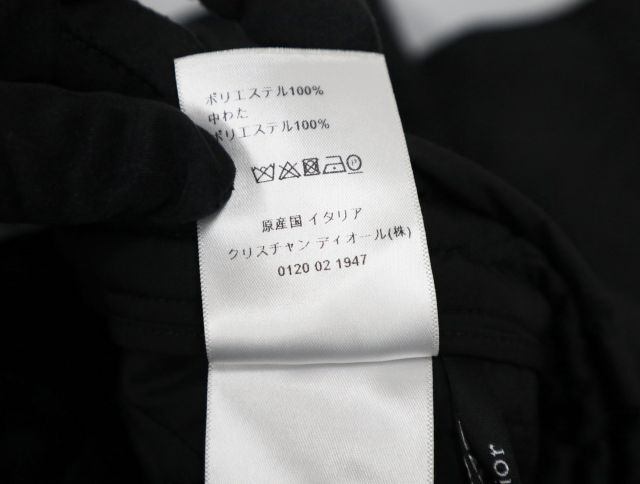 ポリエステル100%
中わた
ポリエステル100%
原産国 イタリア
クリスチャン ディオール(株)
0120 02 1947